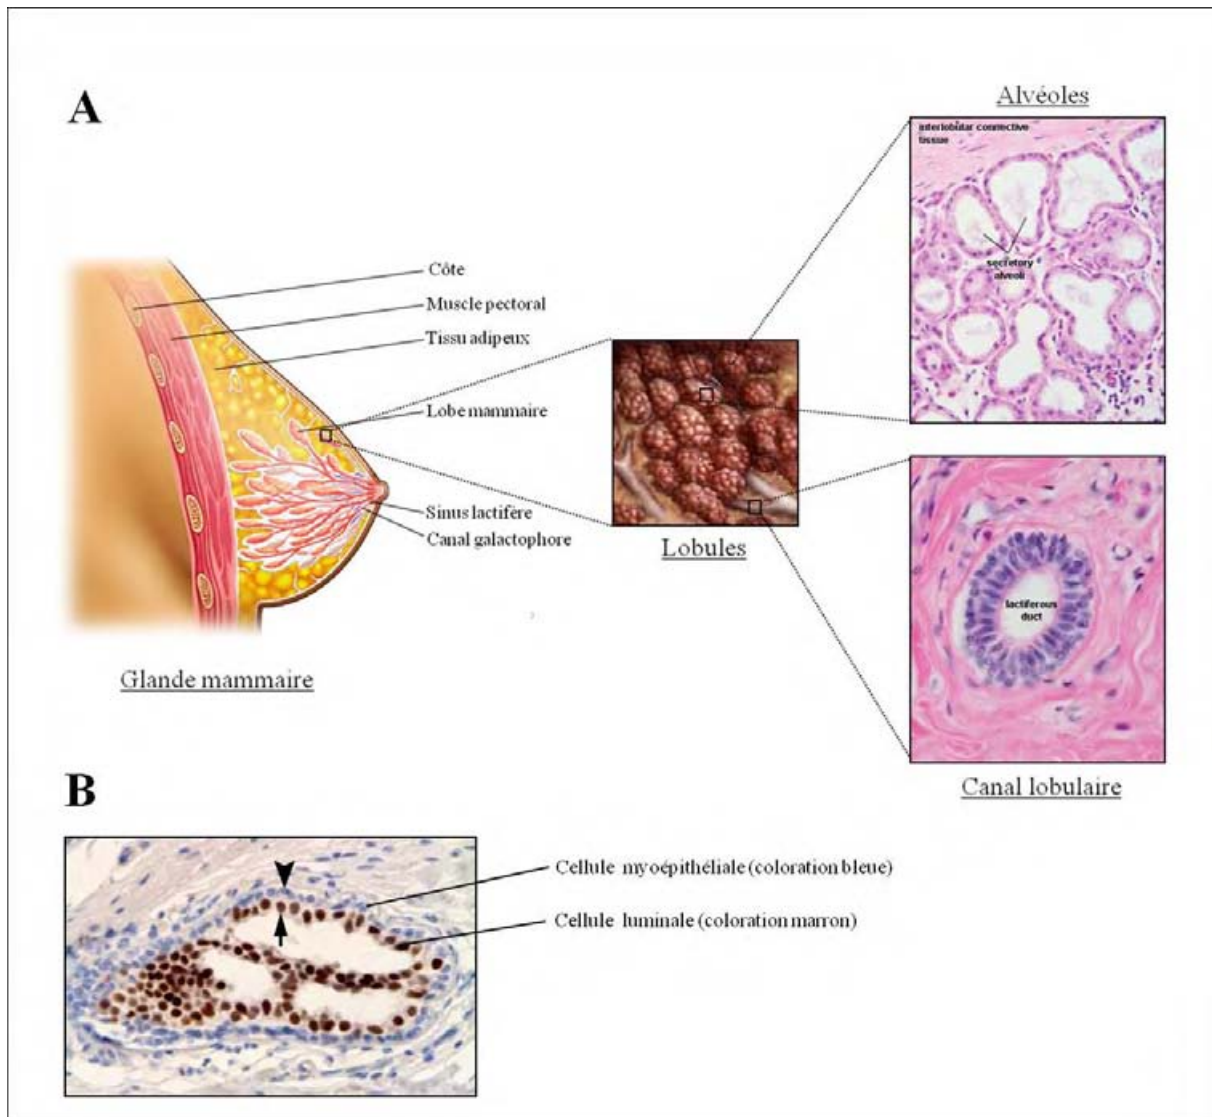 A
Alvéoles
interlobular connective
tissue
secretory
alveoli
Côte
Muscle pectoral
Tissu adipeux
Lobe mammaire
Sinus lactifère
Canal galactophore
Lobules
lactiferous
duct
Glande mammaire
Canal lobulaire
B
Cellule myoépithéliale (coloration bleue)
Cellule luminale (coloration marron)